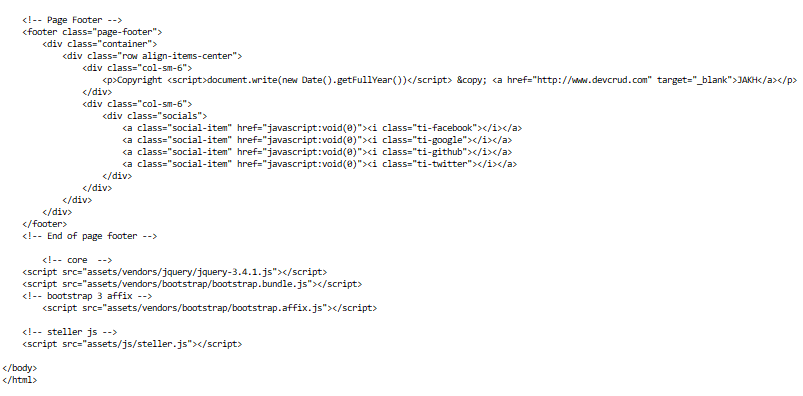 <!-- Page Footer -->
<footer class="page-footer">
<div class="container">
<div class="row align-items-center">
<div class="col-sm-6">
<p>Copyright <script>document.write(new Date().getFullYear())</script> &copy; <a href="http://www.devcrud.com" target="_blank">JAKH</a></p>
</div>
<div class="col-sm-6">
<div class="socials">
<a class="social-item" href="javascript:void(0)"><i class="ti-facebook"></i></a>
<a class="social-item" href="javascript:void(0)"><i class="ti-google"></i></a>
<a class="social-item" href="javascript:void(0)"><i class="ti-github"></i></a>
<a class="social-item" href="javascript:void(0)"><i class="ti-twitter"></i></a>
</div>
</div>
</div>
</div>
</footer>
<!-- End of page footer -->
<!-- core  -->
<script src="assets/vendors/jquery/jquery-3.4.1.js"></script>
<script src="assets/vendors/bootstrap/bootstrap.bundle.js"></script>
<!-- bootstrap 3 affix -->
<script src="assets/vendors/bootstrap/bootstrap.affix.js"></script>
<!-- steller js -->
<script src="assets/js/steller.js"></script>
</body>
</html>